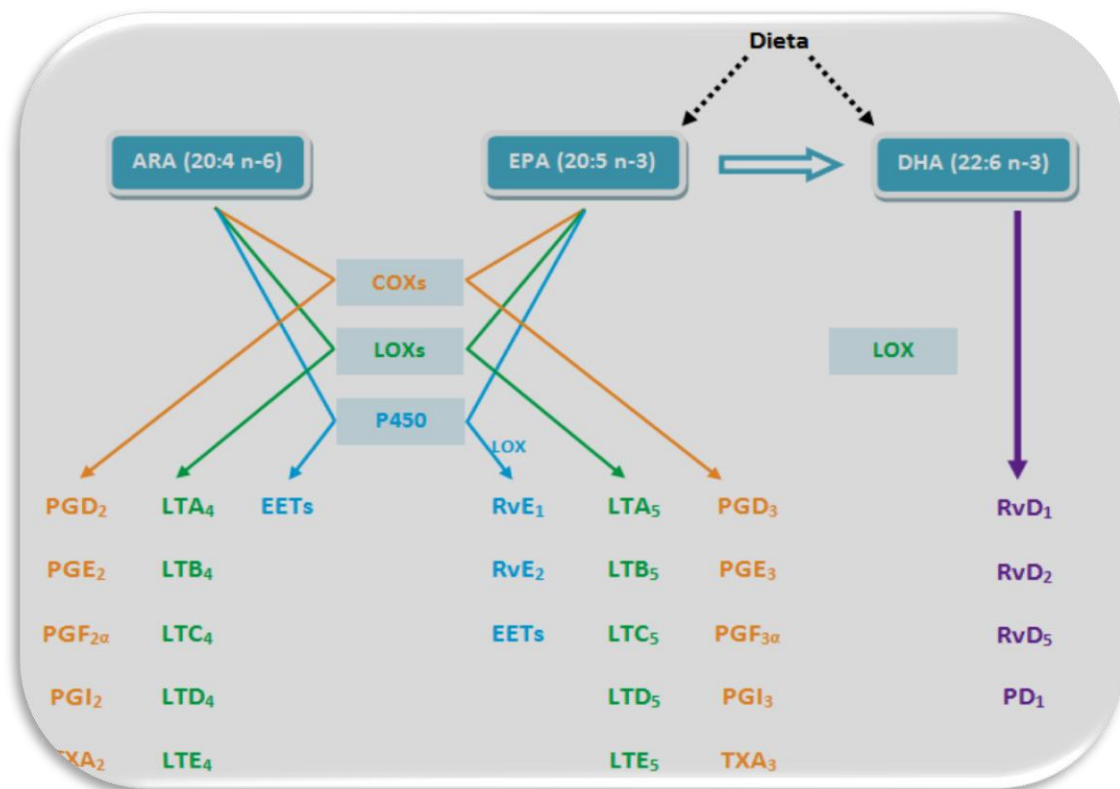 Dieta
ARA (20:4 n-6) EPA (20:5 n-3) DHA (22:6 n-3)
COXs
LOXs LOX
P450
LOX
PGD₂ LTA₄ EETs RvE₁ LTA₅ PGD₃ RvD₁
PGE₂ LTB₄ RvE₂ LTB₅ PGE₃ RvD₂
PGF₂α LTC₄ EETs LTC₅ PGF₃α RvD₅
PGI₂ LTD₄ LTD₅ PGI₃ PD₁
TXA₂ LTE₄ LTE₅ TXA₃